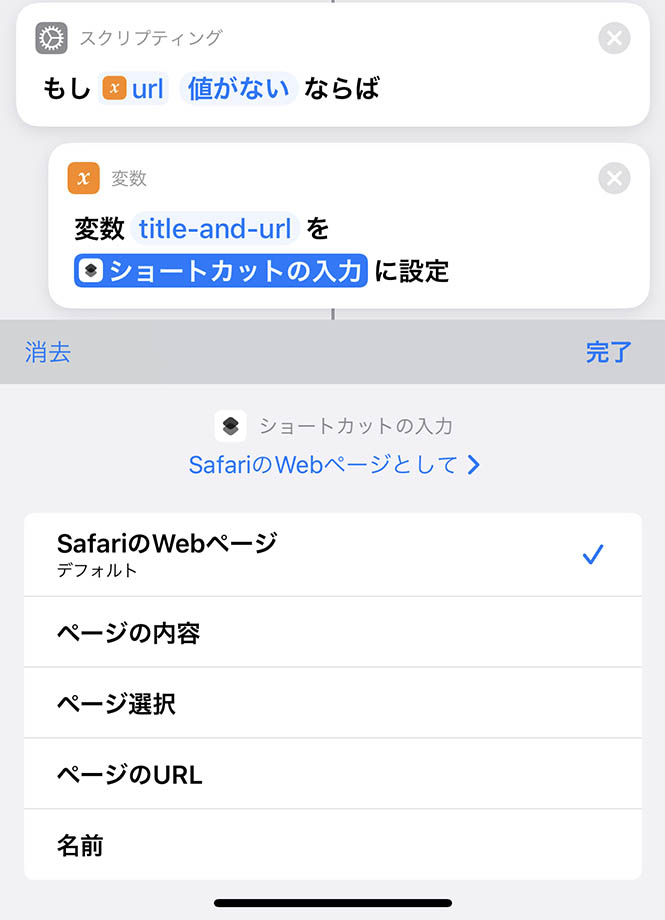 スクリプティング
もし x url 値がない ならば
x 変数
変数 title-and-url を
ショートカットの入力 に設定
消去 完了
ショートカットの入力
SafariのWebページとして
SafariのWebページ
デフォルト
ページの内容
ページ選択
ページのURL
名前